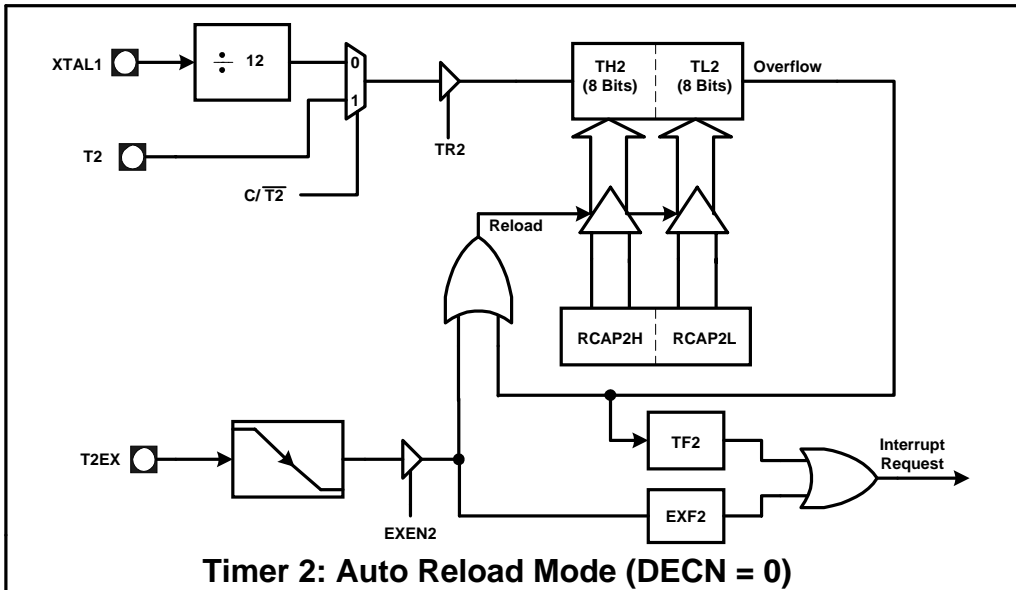 XTAL1
÷ 12
0
TH2
(8 Bits)
TL2
(8 Bits)
Overflow
1
T2
TR2
C/T̅2̅
Reload
RCAP2H
RCAP2L
T2EX
TF2
Interrupt
Request
EXF2
EXEN2
Timer 2: Auto Reload Mode (DECN = 0)